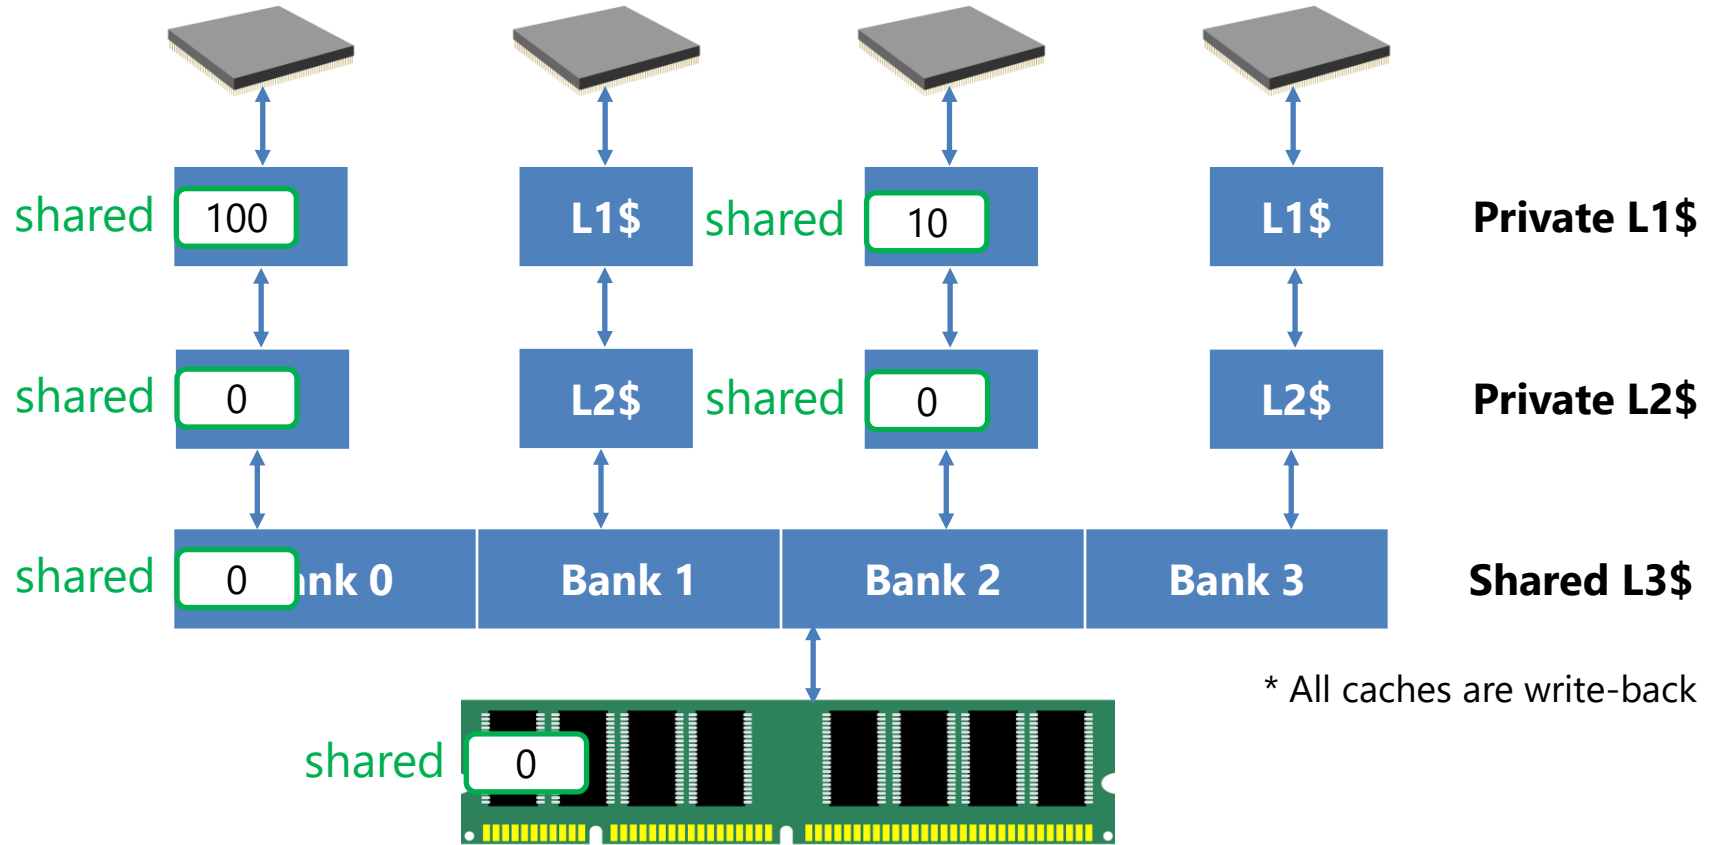 shared 100 L1$ shared 10 L1$ Private L1$
shared 0 L2$ shared 0 L2$ Private L2$
shared 0 nk 0 Bank 1 Bank 2 Bank 3 Shared L3$
* All caches are write-back
shared 0